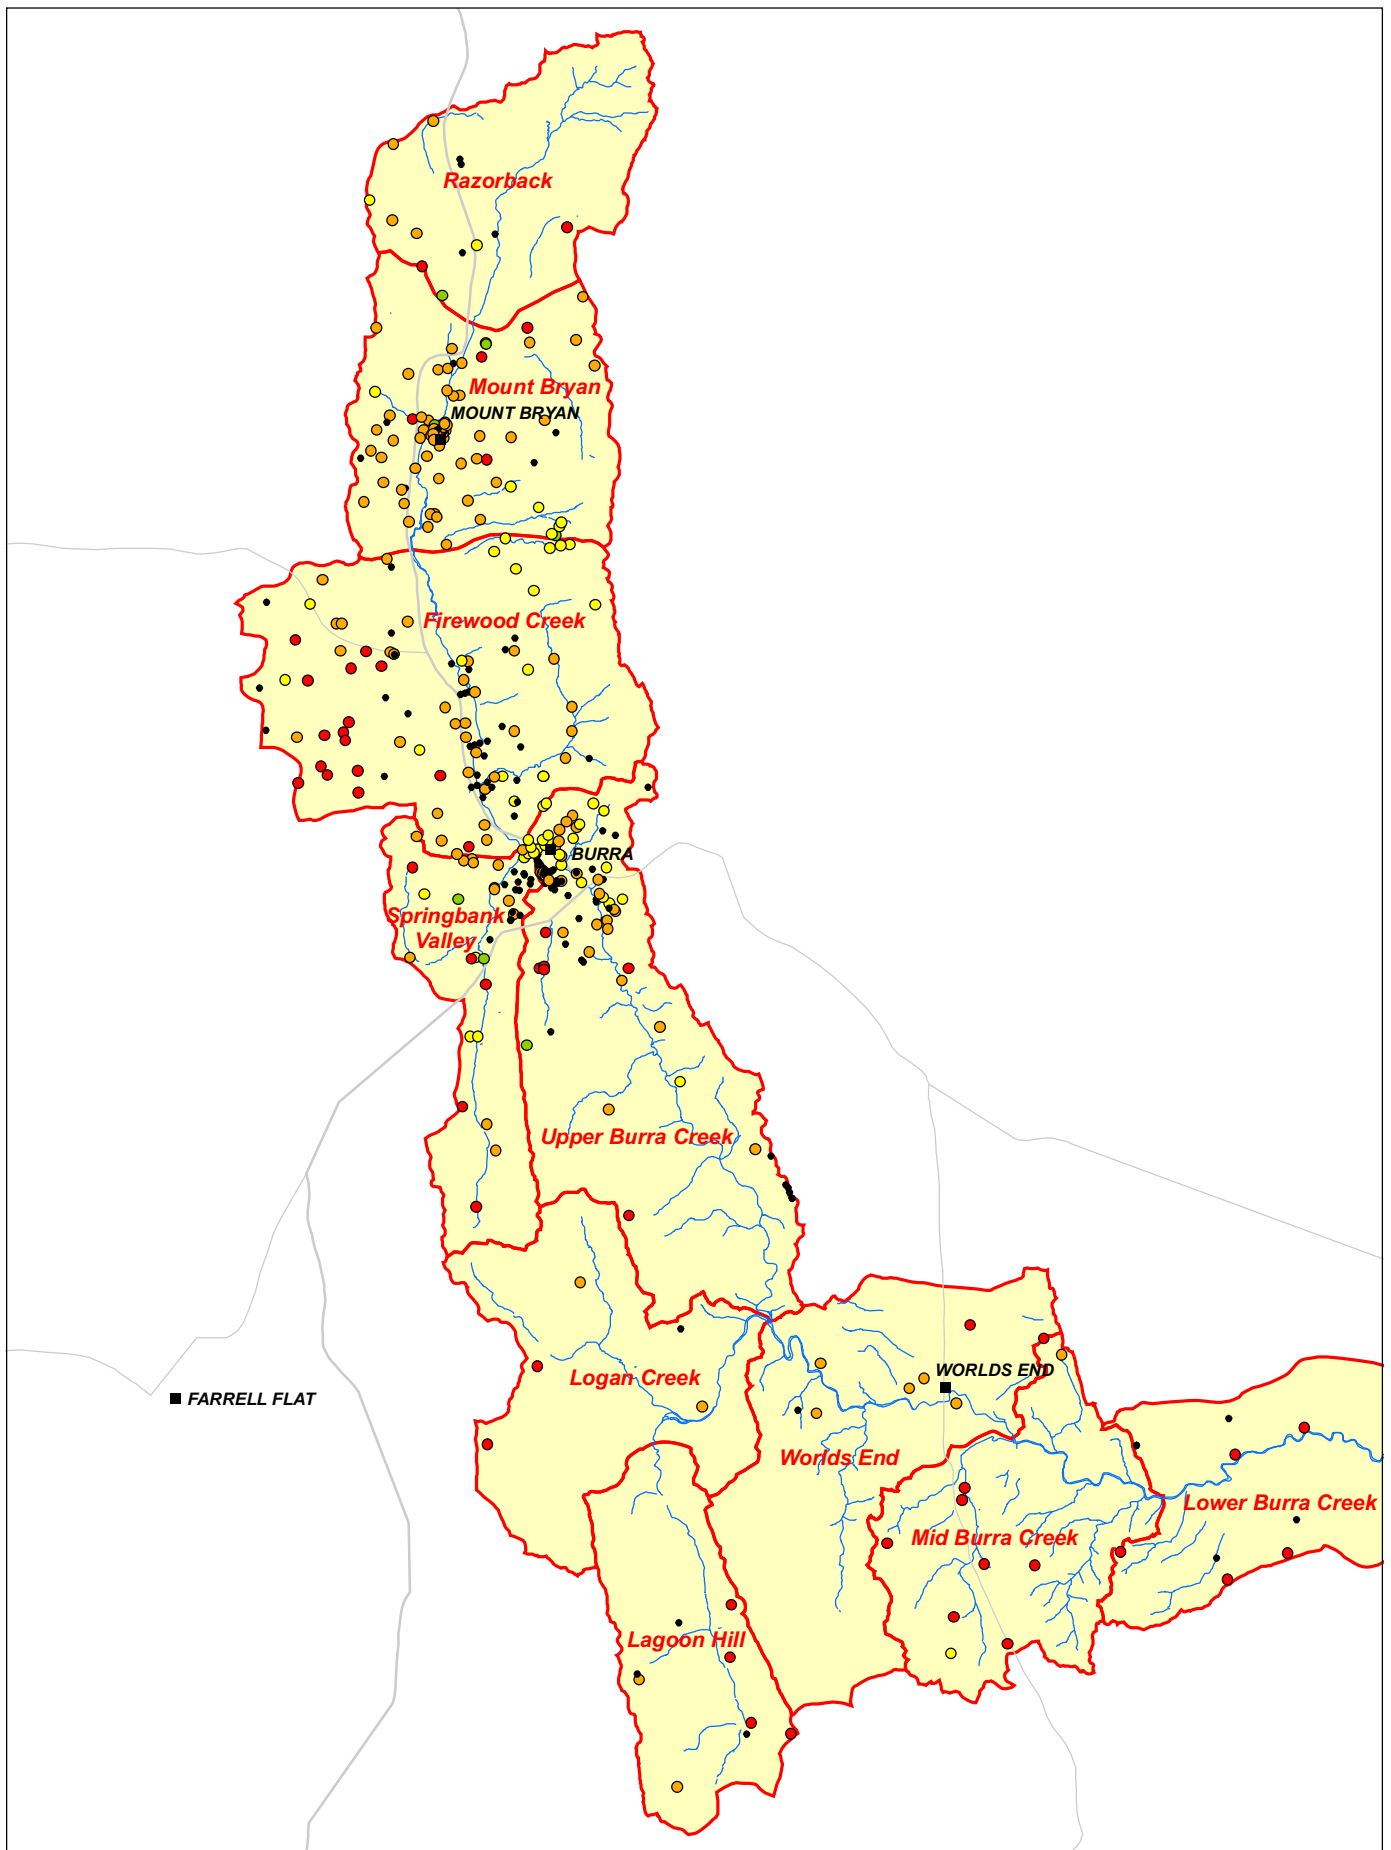 Razorback
Mount Bryan
MOUNT BRYAN
Firewood Creek
BURRA
Springbank
Valley
Upper Burra Creek
Logan Creek
WORLDS END
FARRELL FLAT
Worlds End
Lower Burra Creek
Mid Burra Creek
Lagoon Hill